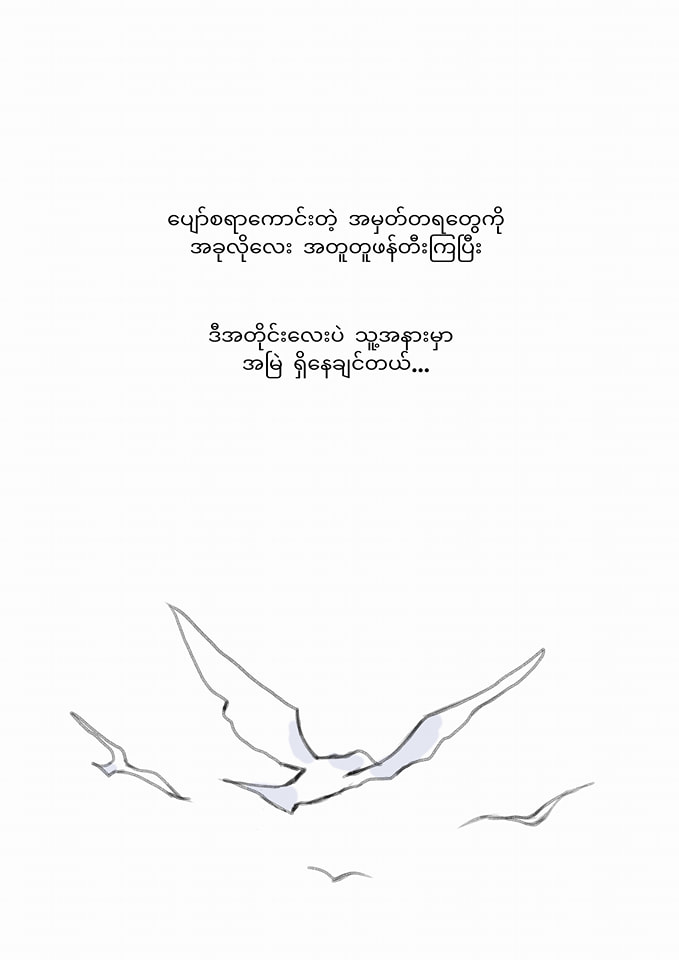 ပျော်စရာကောင်းတဲ့ အမှတ်တရတွေကို
အခုလိုလေး အတူတူဖန်တီးကြပြီး
ဒီအတိုင်းလေးပဲ သူ့အနားမှာ
အမြဲ ရှိနေချင်တယ်...